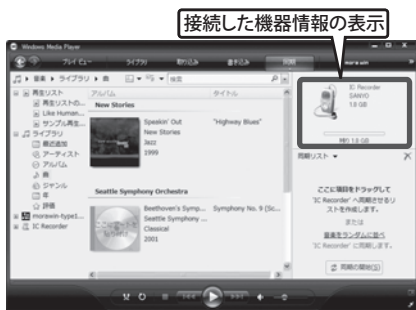 接続した機器情報の表示
Windows Media Player
ライブラリ
取り込み
書き込み
同期
morawin
音楽 ▸ ライブラリ ▸ 曲
検索
再生リスト
再生リストの...
Like Human...
サンプル再生...
ライブラリ
最近追加
アーティスト
アルバム
曲
ジャンル
年
評価
morawin-type1...
IC Recorder
アルバム
タイトル
New Stories
Speakin' Out
New Stories
Jazz
1999
"Highway Blues"
Seattle Symphony Orchestra
Beethoven's Symp...
Seattle Symphony ...
Classical
2001
Symphony No. 9 (Sc...
IC Recorder
SANYO
1.0 GB
残り 1.0 GB
同期リスト
ここに項目をドラッグして
'IC Recorder' へ同期させるリ
ストを作成します。
または
音楽をランダムに並べ
'IC Recorder' に同期します。
同期の開始(S)